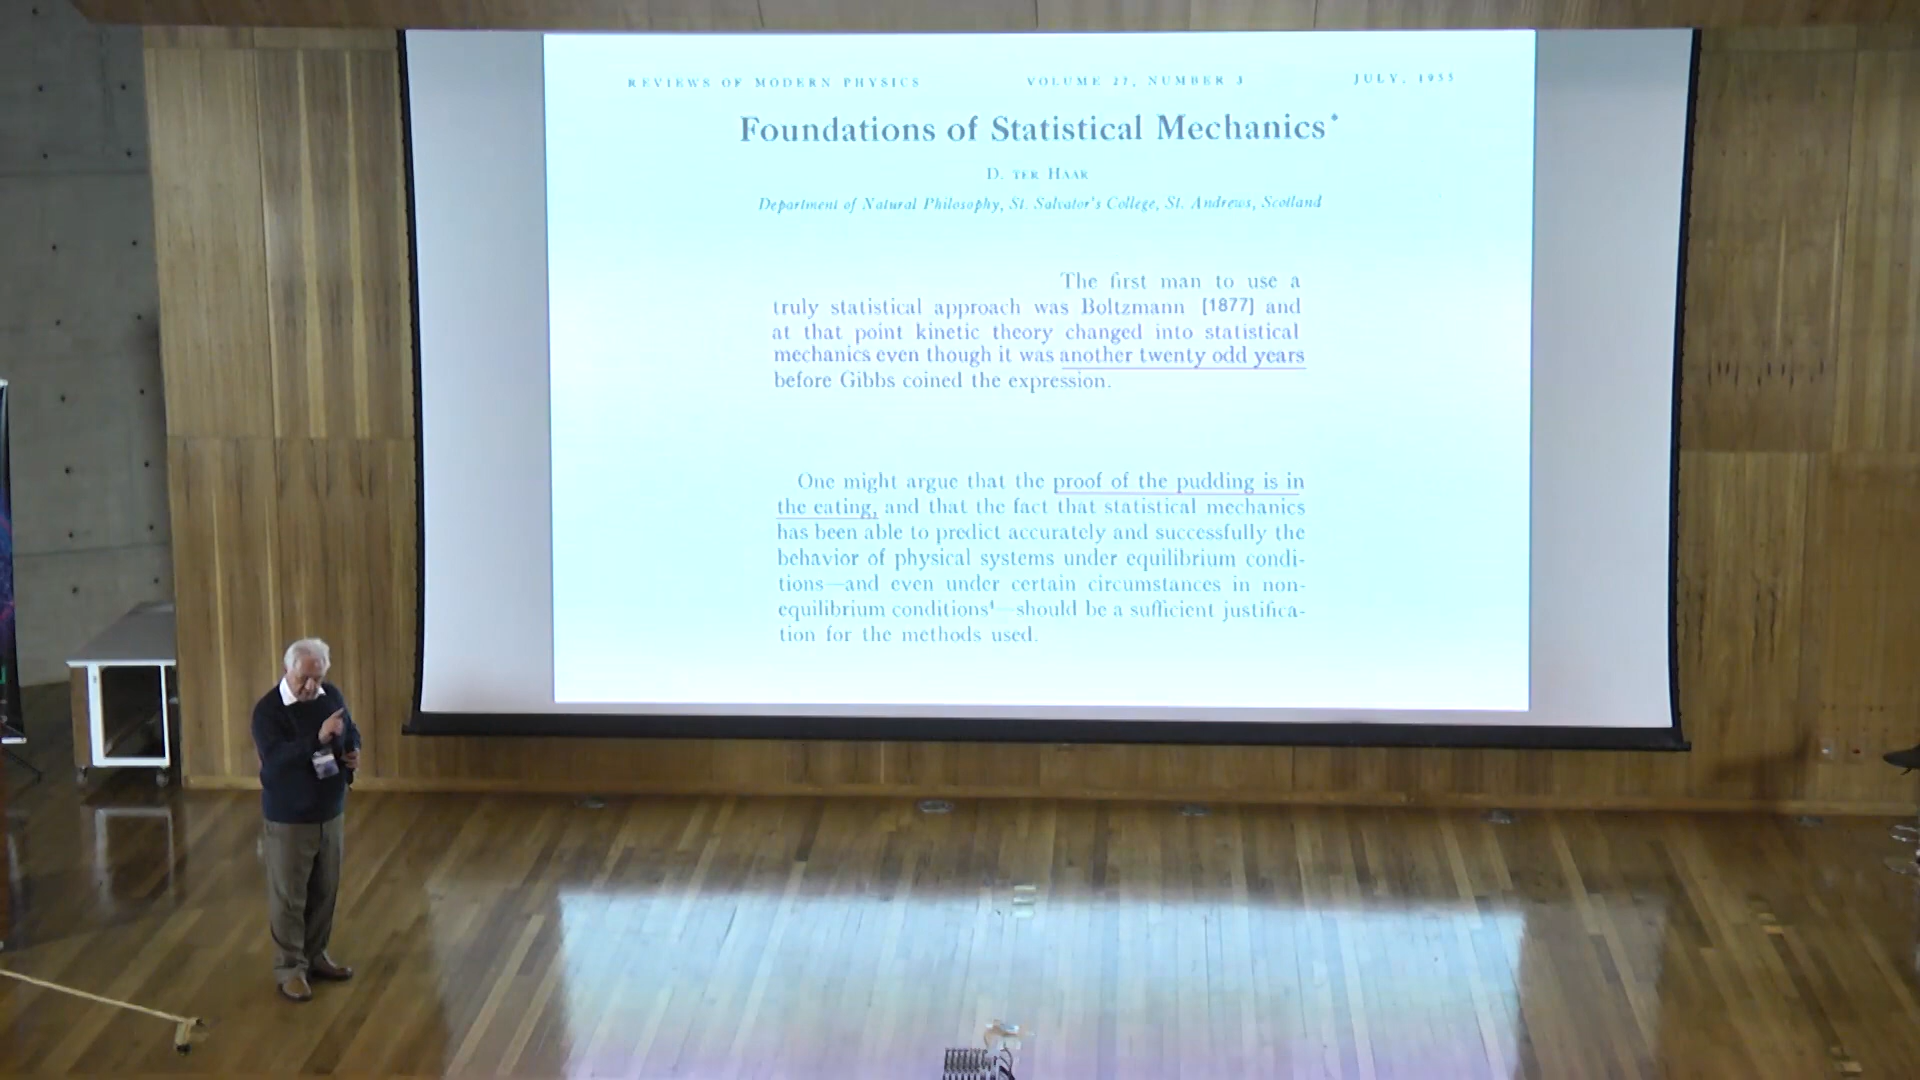 REVIEWS OF MODERN PHYSICS VOLUME 27, NUMBER 3 JULY, 1955
Foundations of Statistical Mechanics*
D. TER HAAR
Department of Natural Philosophy, St. Salvator's College, St. Andrews, Scotland
The first man to use a
truly statistical approach was Boltzmann [1877] and
at that point kinetic theory changed into statistical
mechanics even though it was another twenty odd years
before Gibbs coined the expression.
One might argue that the proof of the pudding is in
the eating, and that the fact that statistical mechanics
has been able to predict accurately and successfully the
behavior of physical systems under equilibrium condi-
tions—and even under certain circumstances in non-
equilibrium conditions¹—should be a sufficient justifica-
tion for the methods used.